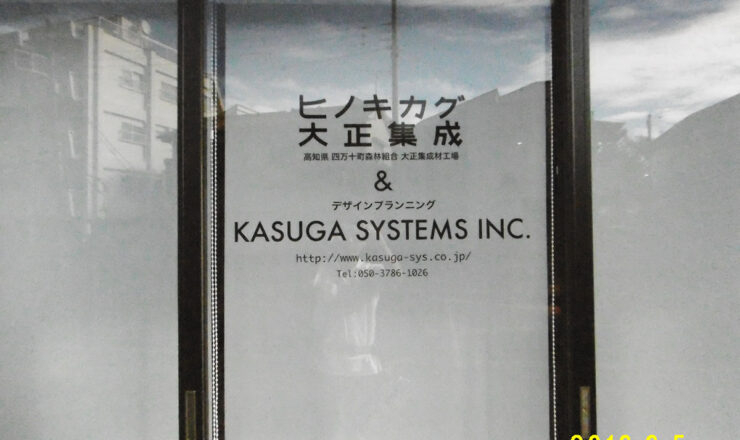 ヒノキカグ
大正集成
高知県 四万十町森林組合 大正集成材工場
&
デザインプランニング
KASUGA SYSTEMS INC.
http://www.kasuga-sys.co.jp/
Tel:050-3786-1026